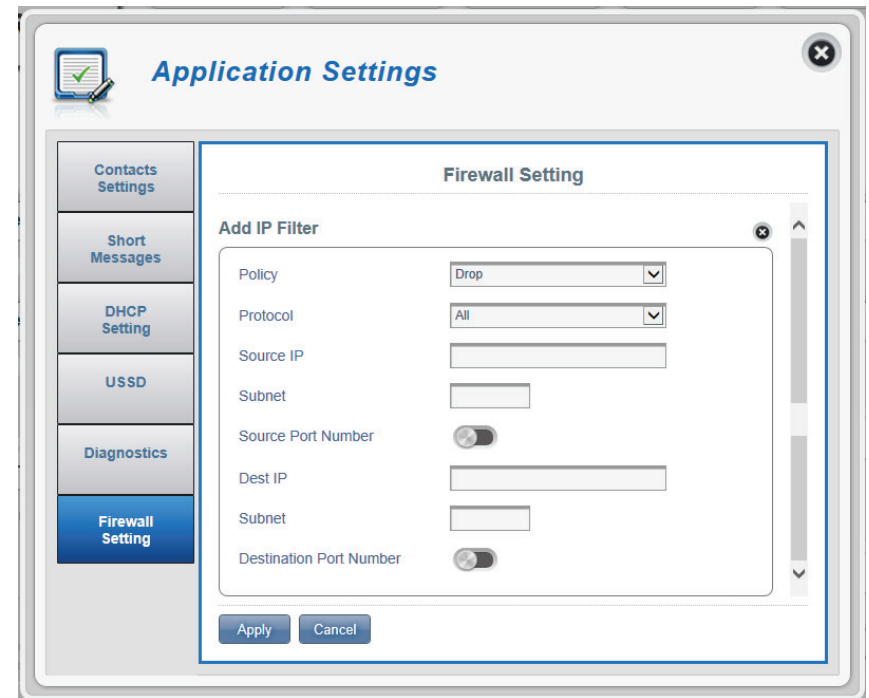 Application Settings
Contacts
Settings
Short
Messages
DHCP
Setting
USSD
Diagnostics
Firewall
Setting
Firewall Setting
Add IP Filter
Policy Drop
Protocol All
Source IP
Subnet
Source Port Number
Dest IP
Subnet
Destination Port Number
Apply Cancel